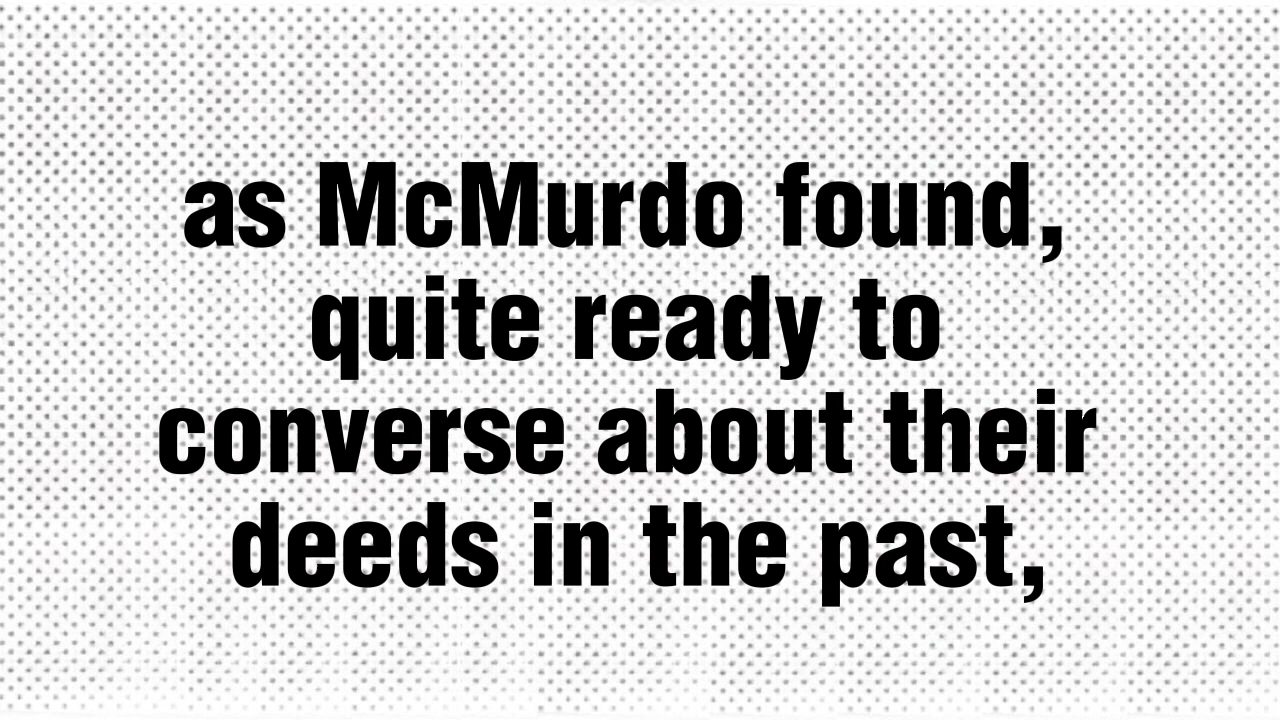 as McMurdo found,
quite ready to
converse about their
deeds in the past,